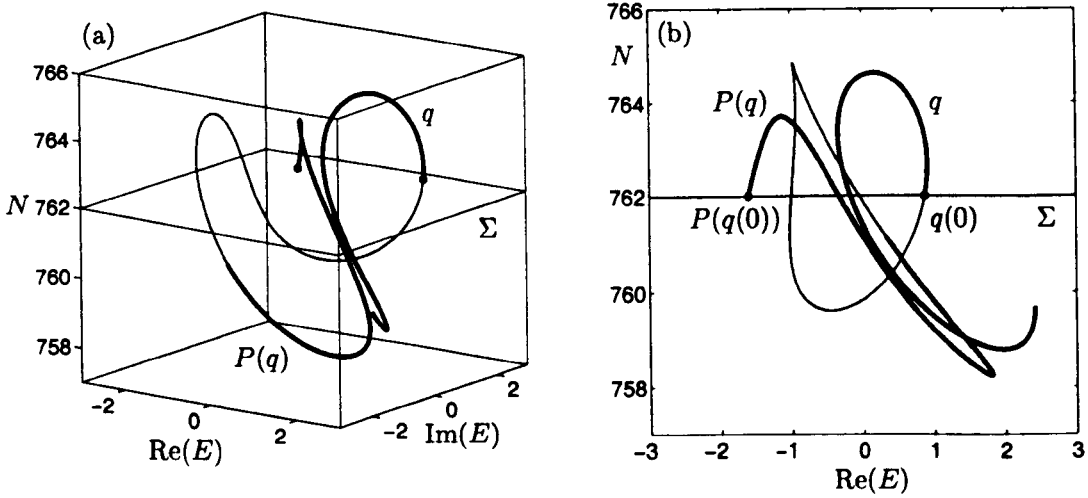 (a)
766
764
N 762
760
758
q
Σ
P(q)
−2 0 2
Re(E)
−2 0 2
Im(E)
(b)
766
N
764
762
760
758
P(q)
q
P(q(0))
q(0)
Σ
−3 −2 −1 0 1 2 3
Re(E)